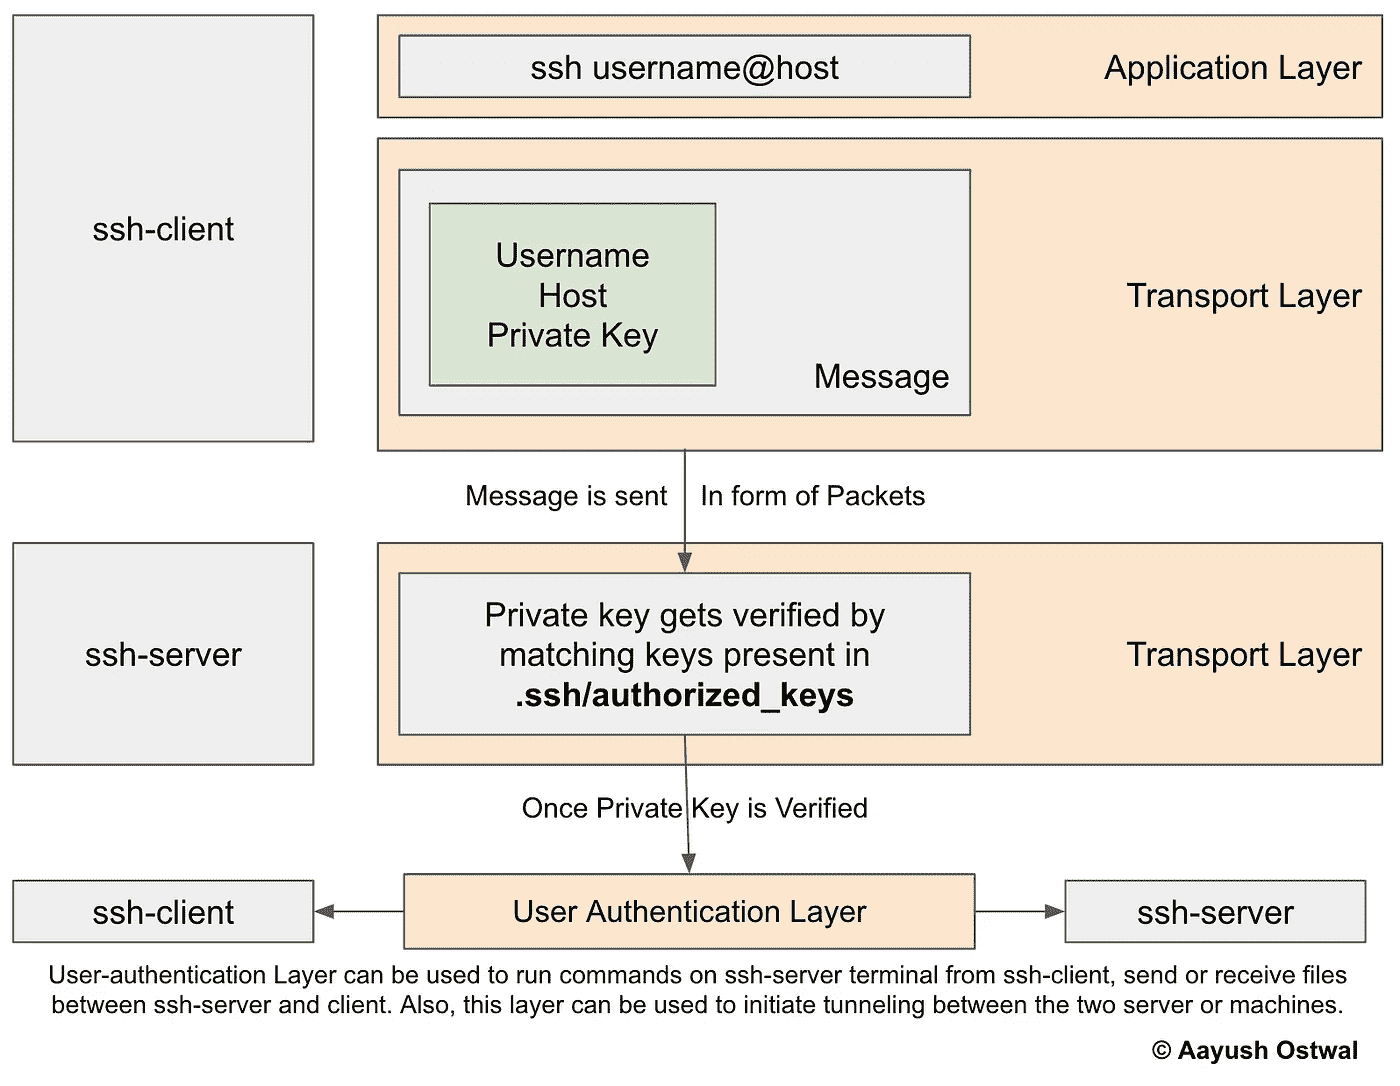 ssh username@host
Application Layer
ssh-client
Username
Host
Private Key
Message
Transport Layer
Message is sent
In form of Packets
ssh-server
Private key gets verified by
matching keys present in
.ssh/authorized_keys
Transport Layer
Once Private Key is Verified
ssh-client
User Authentication Layer
ssh-server
User-authentication Layer can be used to run commands on ssh-server terminal from ssh-client, send or receive files
between ssh-server and client. Also, this layer can be used to initiate tunneling between the two server or machines.
© Aayush Ostwal